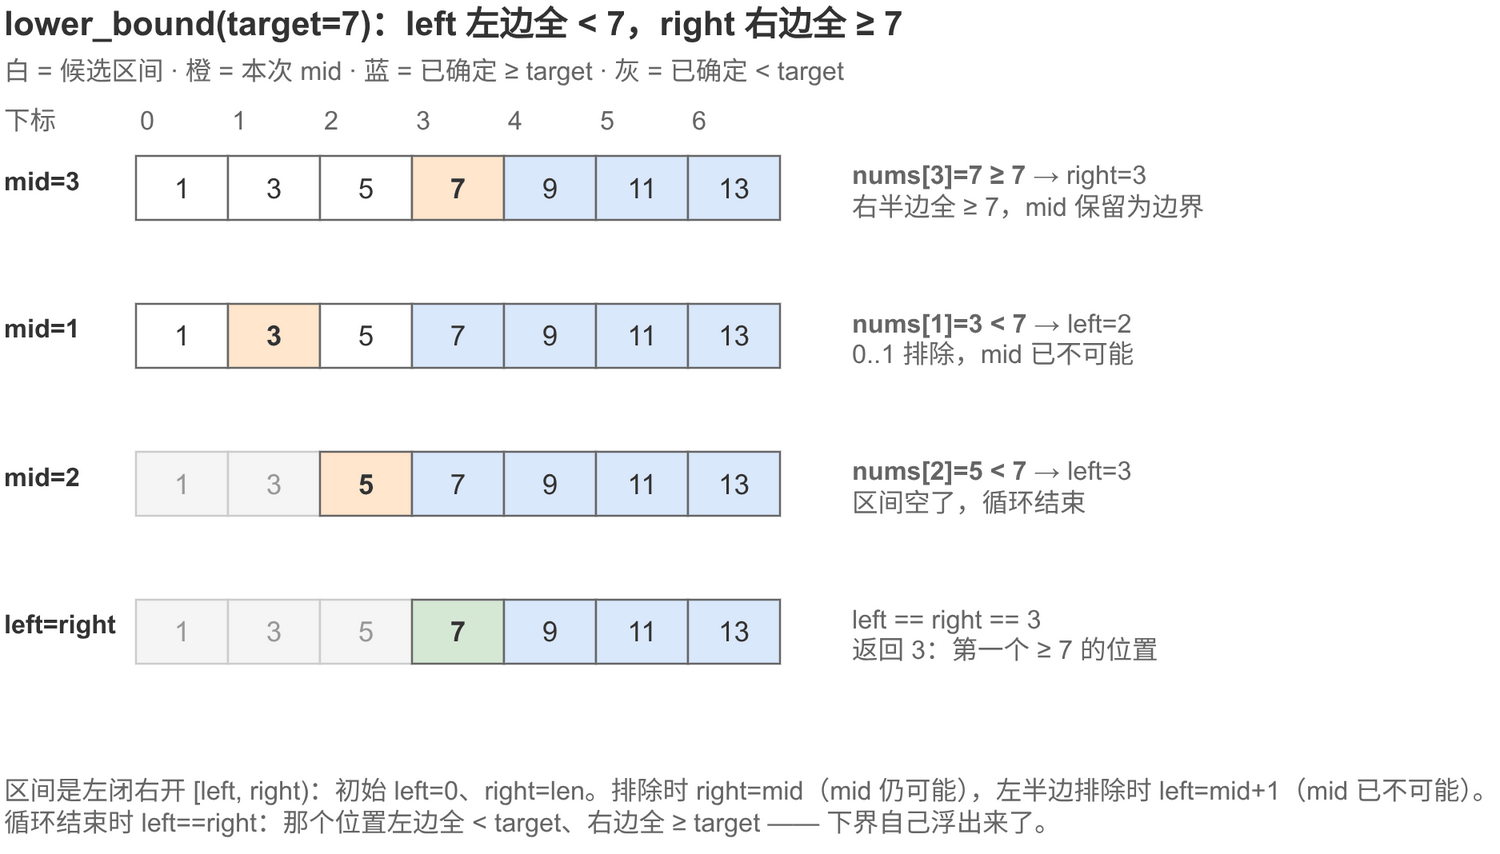 lower_bound(target=7)：left 左边全 < 7，right 右边全 ≥ 7
白 = 候选区间 · 橙 = 本次 mid · 蓝 = 已确定 ≥ target · 灰 = 已确定 < target
下标 0 1 2 3 4 5 6
mid=3 1 3 5 7 9 11 13
nums[3]=7 ≥ 7 → right=3
右半边全 ≥ 7，mid 保留为边界
mid=1 1 3 5 7 9 11 13
nums[1]=3 < 7 → left=2
0..1 排除，mid 已不可能
mid=2 1 3 5 7 9 11 13
nums[2]=5 < 7 → left=3
区间空了，循环结束
left=right 1 3 5 7 9 11 13
left == right == 3
返回 3：第一个 ≥ 7 的位置
区间是左闭右开 [left, right)：初始 left=0、right=len。排除时 right=mid（mid 仍可能），左半边排除时 left=mid+1（mid 已不可能）。
循环结束时 left==right：那个位置左边全 < target、右边全 ≥ target —— 下界自己浮出来了。